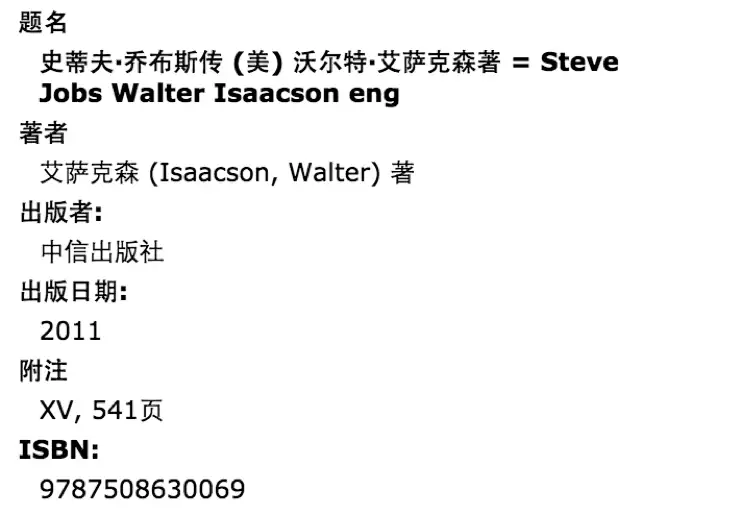 题名
史蒂夫·乔布斯传 (美) 沃尔特·艾萨克森著 = Steve
Jobs Walter Isaacson eng
著者
艾萨克森 (Isaacson, Walter) 著
出版者:
中信出版社
出版日期:
2011
附注
XV, 541页
ISBN:
9787508630069